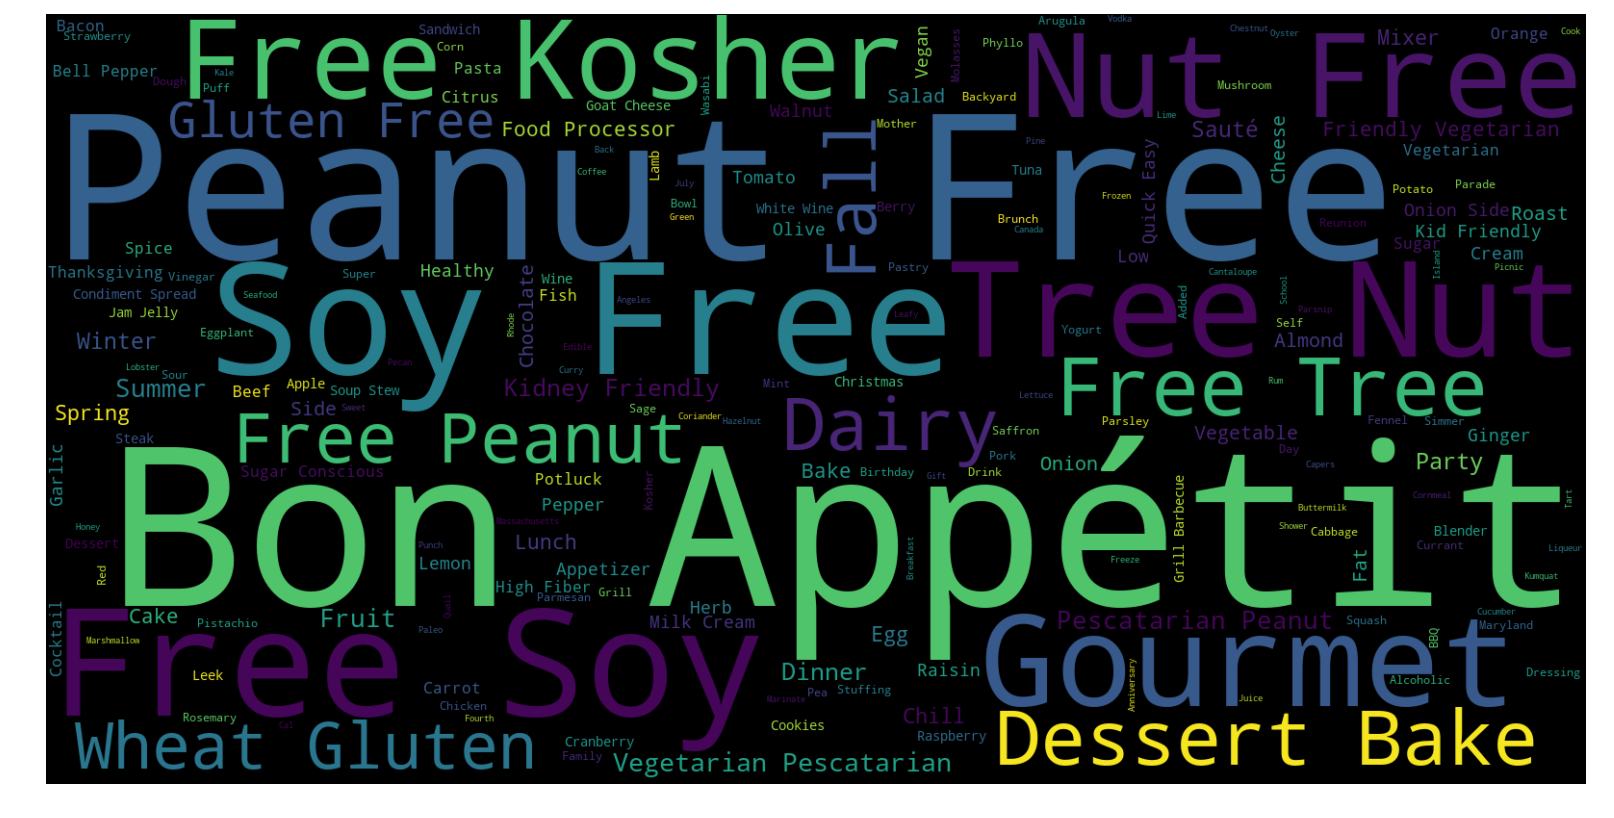 Bacon
Strawberry
Free Kosher
Sandwich
Corn
Vegan
Molasses
Phyllo
Arugula
Vodka
Chestnut
Oyster
Nut Free
Mixer
Orange
Cook
Bell Pepper
Dough
Kale
Puff
Pasta
Citrus
Goat Cheese
Wasabi
Walnut
Salad
Backyard
Mushroom
Gluten Free
Food Processor
Mother
Lime
Sauté
Cheese
Friendly Vegetarian
Vegetarian
Peanut Free
Back
Coffee
Lamb
July
Bowl
Green
Tomato
White Wine
Olive
Fall
Berry
Tuna
Pine
Brunch
Canada
Frozen
Quick Easy
Low
Potato
Parade
Reunion
Onion Side
Roast
Kid Friendly
Sugar
Cream
Spice
Thanksgiving
Vinegar
Condiment Spread
Jam Jelly
Eggplant
Seafood
Soy Free
Super
Healthy
Rhode
Chocolate
Wine
Fish
Angeles
Pastry
Leafy
Tree Nut
Cantaloupe
Island
Picnic
Yogurt
Added
School
Self
Parsnip
Almond
Winter
Lobster
Sour
Summer
Beef
Apple
Pecan
Soup Stew
Edible
Curry
Kidney Friendly
Mint
Christmas
Free Tree
Rum
Lettuce
Spring
Side
Sweet
Sage
Coriander
Hazelnut
Dairy
Saffron
Parsley
Vegetable
Fennel
Simmer
Ginger
Day
Steak
Garlic
Free Peanut
Sugar Conscious
Potluck
Pepper
Kosher
Bake
Birthday
Gift
Drink
Pork
Onion
Capers
Party
Cornmeal
Tart
Bon Appétit
Honey
Dessert
Red
Punch
Massachusetts
Lemon
Lunch
Appetizer
High Fiber
Grill
Parmesan
Breakfast
Freeze
Grill Barbecue
Buttermilk
Shower
Cabbage
Fat
Blender
Currant
Liqueur
Kumquat
Cocktail
Cake
Pistachio
Fruit
Paleo
Quail
Herb
Milk Cream
Egg
Pescatarian Peanut
Squash
BBQ
Cucumber
Maryland
Marshmallow
Leek
Free Soy
Dinner
Raisin
Gourmet
Alcoholic
Dressing
Carrot
Chicken
Marinate
Pea
Stuffing
Anniversary
Juice
Rosemary
Cal
Fourth
Cookies
Chill
Raspberry
Wheat Gluten
Cranberry
Family
Vegetarian Pescatarian
Dessert Bake